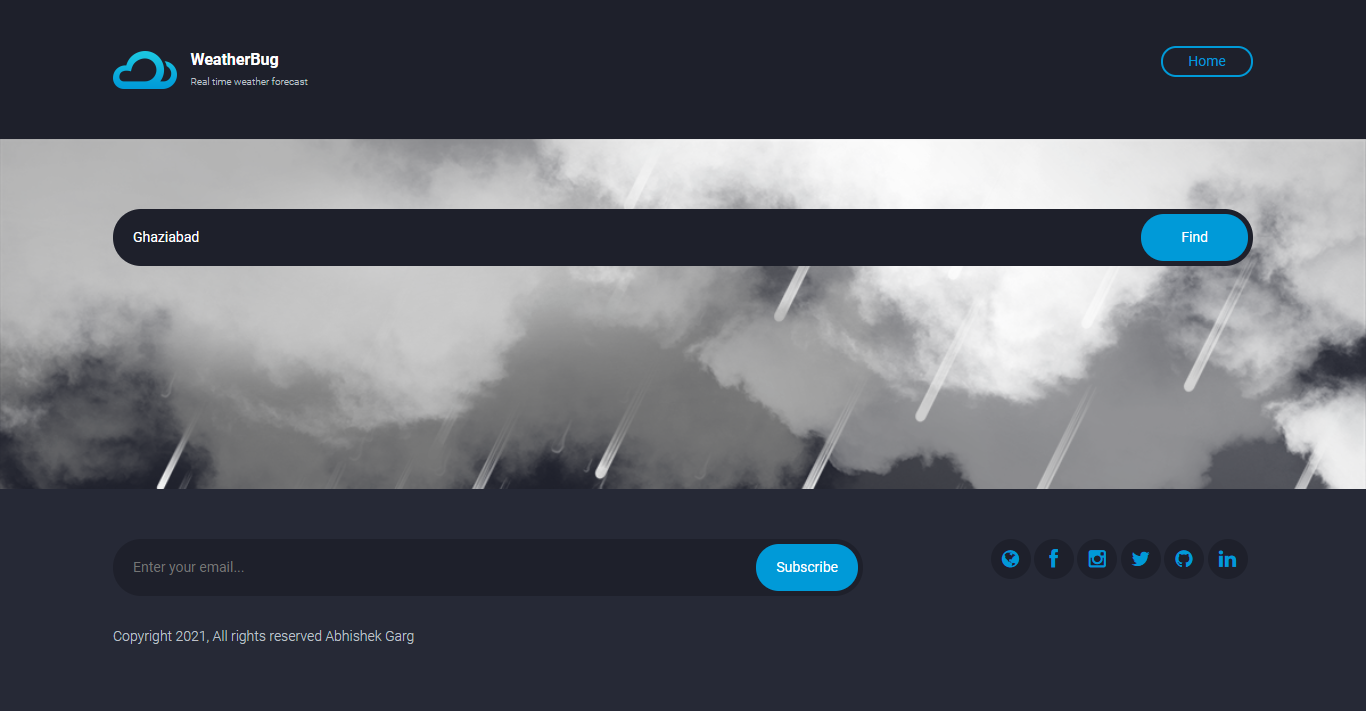 WeatherBug
Real time weather forecast
Home
Ghaziabad
Find
Enter your email...
Subscribe
Copyright 2021, All rights reserved Abhishek Garg